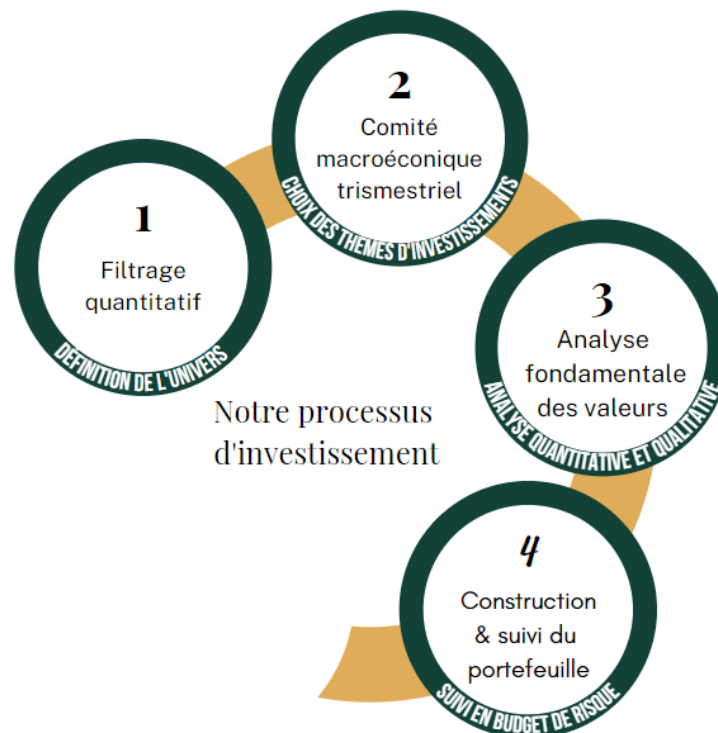 1
Filtrage
quantitatif
DÉFINITION DE L'UNIVERS
2
Comité
macroéconique
trismestriel
CHOIX DES THÈMES D'INVESTISSEMENTS
3
Analyse
fondamentale
des valeurs
ANALYSE QUANTITATIVE ET QUALITATIVE
Notre processus
d'investissement
4
Construction
& suivi du
portefeuille
SUIVI EN BUDGET DE RISQUE